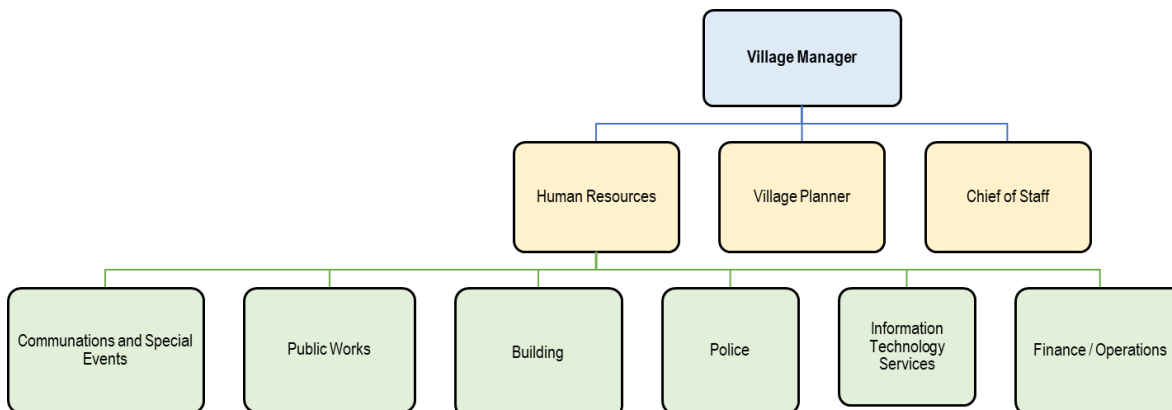 Village Manager
Human Resources
Village Planner
Chief of Staff
Communations and Special
Events
Public Works
Building
Police
Information
Technology
Services
Finance / Operations